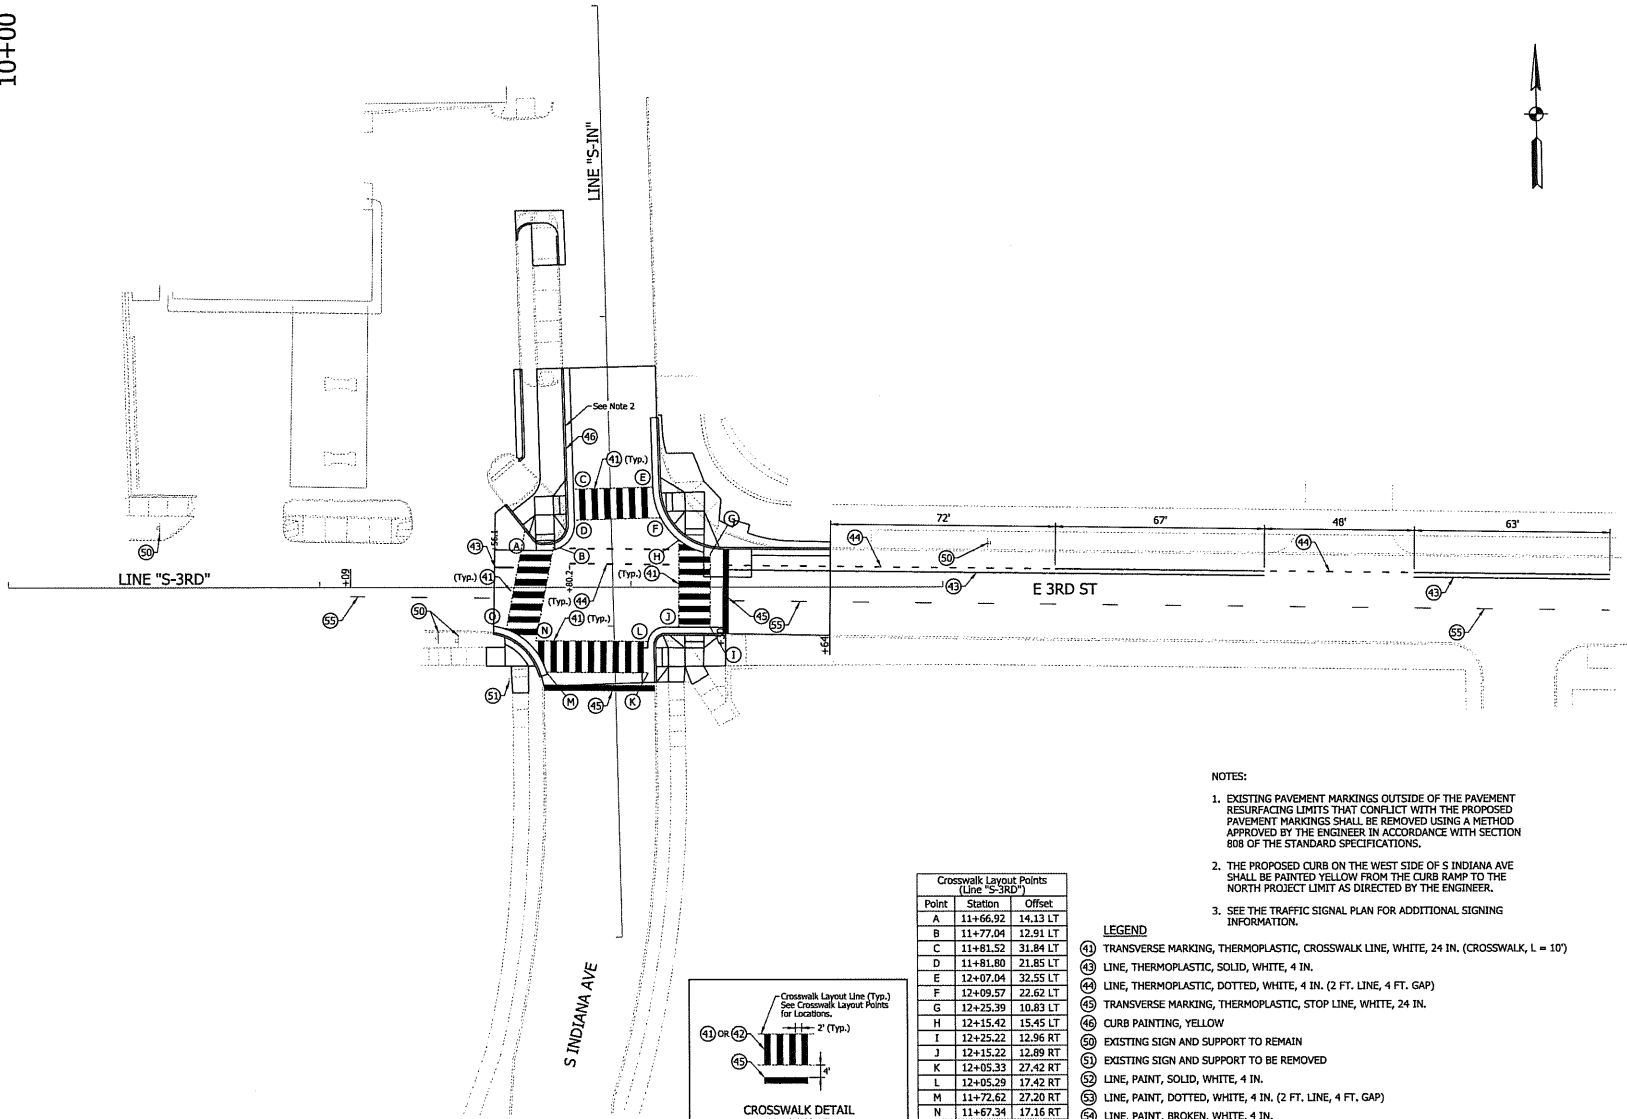 10+00
LINE "S-IN"
See Note 2
46
41 (Typ.)
C
E
D
F
G
72'
67'
48'
63'
50
43
A
B
H
44
50
44
LINE "S-3RD"
+09
(Typ.) 41
+80.2
(Typ.) 41
43
E 3RD ST
43
55
50
(Typ.) 44
45
55
55
O
N
41 (Typ.)
L
J
I
+64
51
M
45
K
S INDIANA AVE
NOTES:
1. EXISTING PAVEMENT MARKINGS OUTSIDE OF THE PAVEMENT
RESURFACING LIMITS THAT CONFLICT WITH THE PROPOSED
PAVEMENT MARKINGS SHALL BE REMOVED USING A METHOD
APPROVED BY THE ENGINEER IN ACCORDANCE WITH SECTION
808 OF THE STANDARD SPECIFICATIONS.
2. THE PROPOSED CURB ON THE WEST SIDE OF S INDIANA AVE
SHALL BE PAINTED YELLOW FROM THE CURB RAMP TO THE
NORTH PROJECT LIMIT AS DIRECTED BY THE ENGINEER.
3. SEE THE TRAFFIC SIGNAL PLAN FOR ADDITIONAL SIGNING
INFORMATION.
Crosswalk Layout Points
(Line "S-3RD")
Point Station Offset
A 11+66.92 14.13 LT
B 11+77.04 12.91 LT
C 11+81.52 31.84 LT
D 11+81.80 21.85 LT
E 12+07.04 32.55 LT
F 12+09.57 22.62 LT
G 12+25.39 10.83 LT
H 12+15.42 15.45 LT
I 12+25.22 12.96 RT
J 12+15.22 12.89 RT
K 12+05.33 27.42 RT
L 12+05.29 17.42 RT
M 11+72.62 27.20 RT
N 11+67.34 17.16 RT
LEGEND
41 TRANSVERSE MARKING, THERMOPLASTIC, CROSSWALK LINE, WHITE, 24 IN. (CROSSWALK, L = 10')
43 LINE, THERMOPLASTIC, SOLID, WHITE, 4 IN.
44 LINE, THERMOPLASTIC, DOTTED, WHITE, 4 IN. (2 FT. LINE, 4 FT. GAP)
45 TRANSVERSE MARKING, THERMOPLASTIC, STOP LINE, WHITE, 24 IN.
46 CURB PAINTING, YELLOW
50 EXISTING SIGN AND SUPPORT TO REMAIN
51 EXISTING SIGN AND SUPPORT TO BE REMOVED
52 LINE, PAINT, SOLID, WHITE, 4 IN.
53 LINE, PAINT, DOTTED, WHITE, 4 IN. (2 FT. LINE, 4 FT. GAP)
54 LINE, PAINT, BROKEN, WHITE, 4 IN.
Crosswalk Layout Line (Typ.)
See Crosswalk Layout Points
for Locations.
2' (Typ.)
41 OR 42
45
4'
CROSSWALK DETAIL